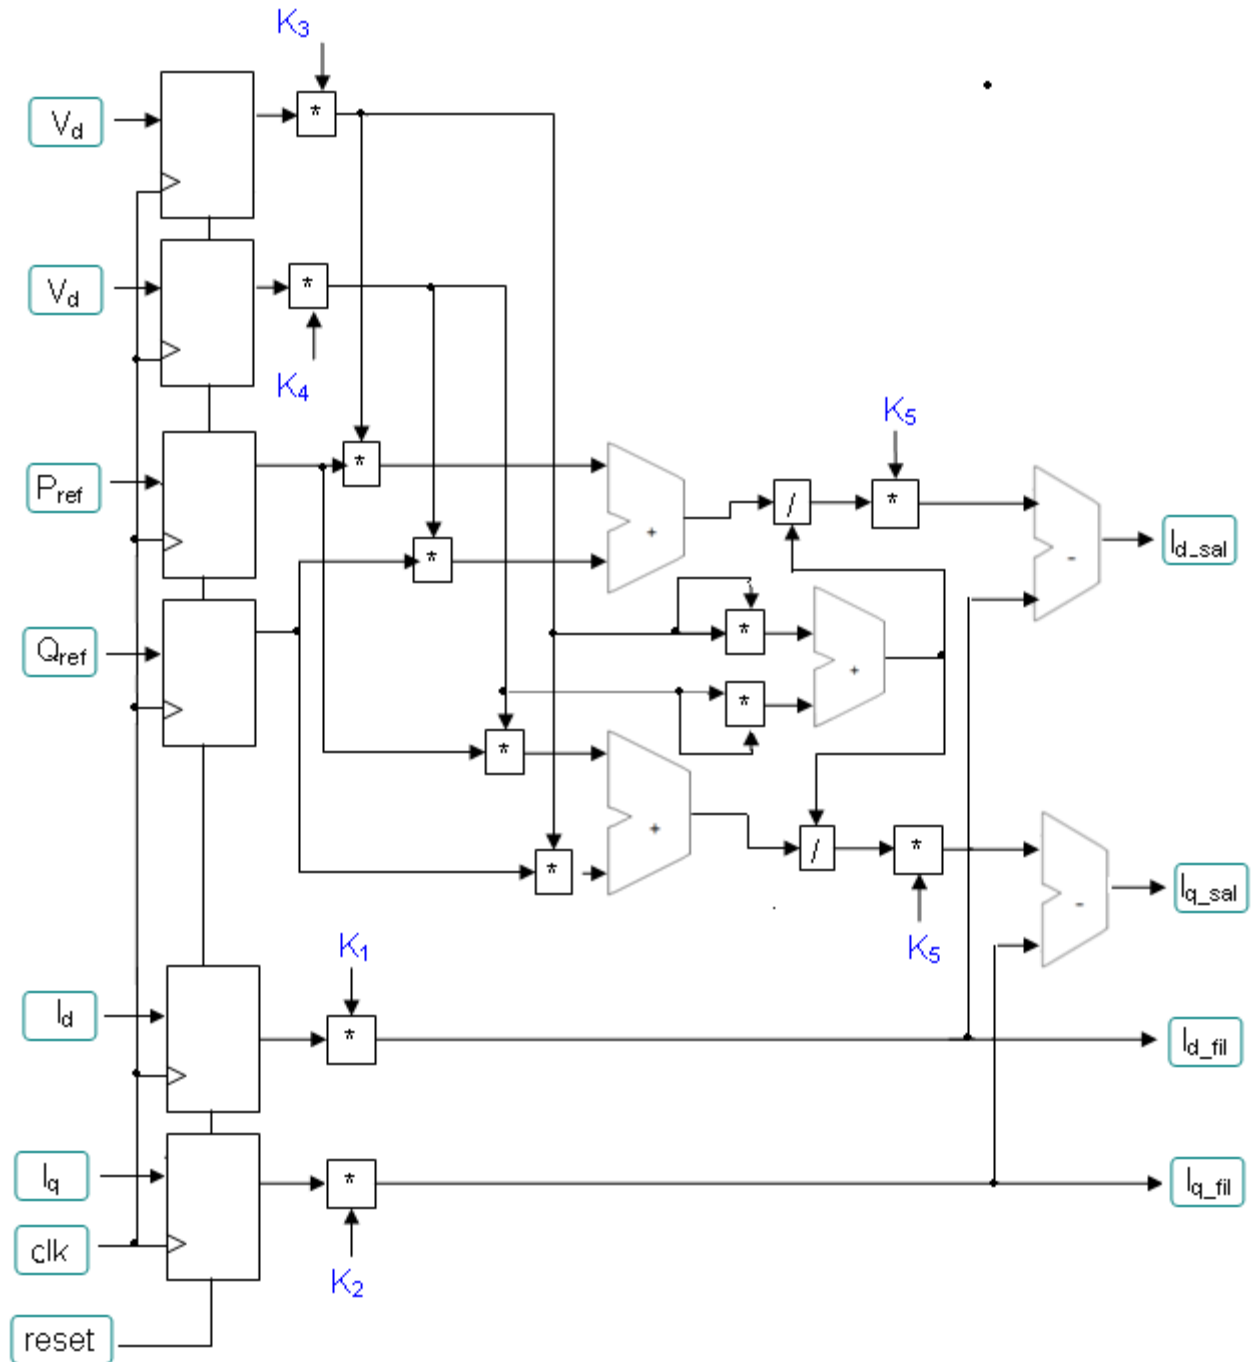 K3
Vd
*
Vd
*
K4
K5
Pref
*
/
*
+
Id_sal
*
-
Qref
*
+
*
*
+
/
*
Iq_sal
*
-
K5
K1
Id
*
Id_fil
Iq
*
Iq_fil
clk
K2
reset